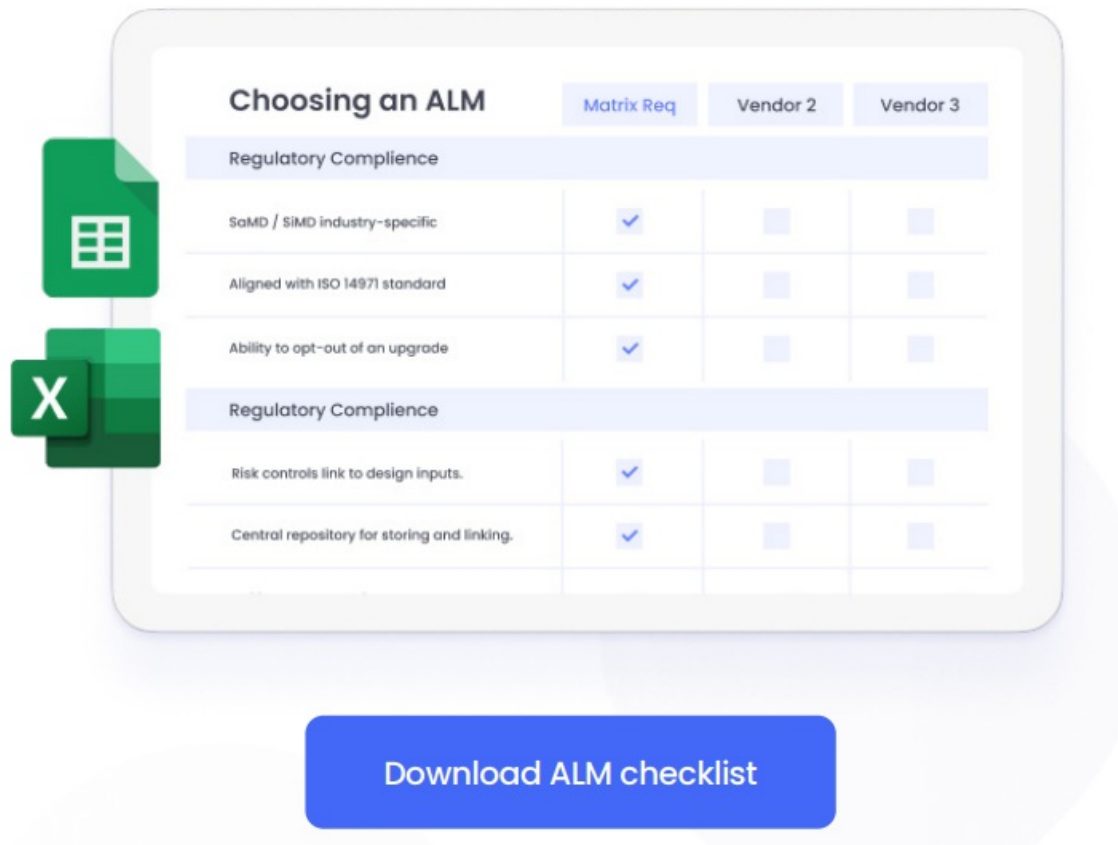 Choosing an ALM Matrix Req Vendor 2 Vendor 3
Regulatory Complience
SaMD / SiMD industry-specific
Aligned with ISO 14971 standard
Ability to opt-out of an upgrade
Regulatory Complience
X
Risk controls link to design inputs.
Central repository for storing and linking.
Download ALM checklist